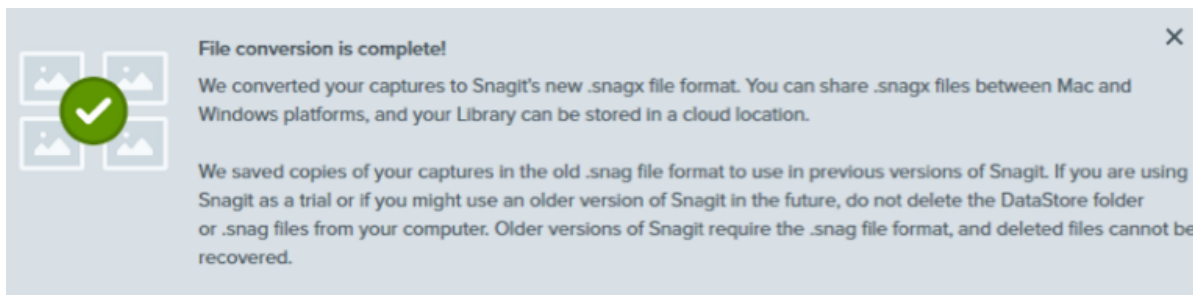 File conversion is complete!
We converted your captures to Snagit's new .snagx file format. You can share .snagx files between Mac and
Windows platforms, and your Library can be stored in a cloud location.
We saved copies of your captures in the old .snag file format to use in previous versions of Snagit. If you are using
Snagit as a trial or if you might use an older version of Snagit in the future, do not delete the DataStore folder
or .snag files from your computer. Older versions of Snagit require the .snag file format, and deleted files cannot be
recovered.